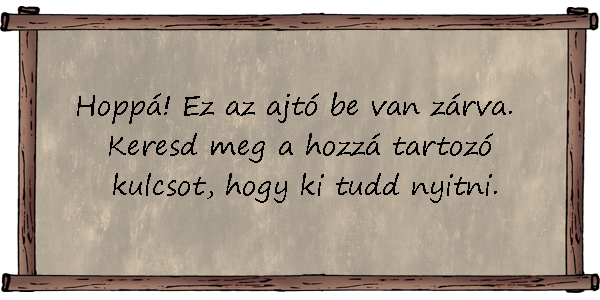 Hoppá! Ez az ajtó be van zárva.
Keresd meg a hozzá tartozó
kulcsot, hogy ki tudd nyitni.